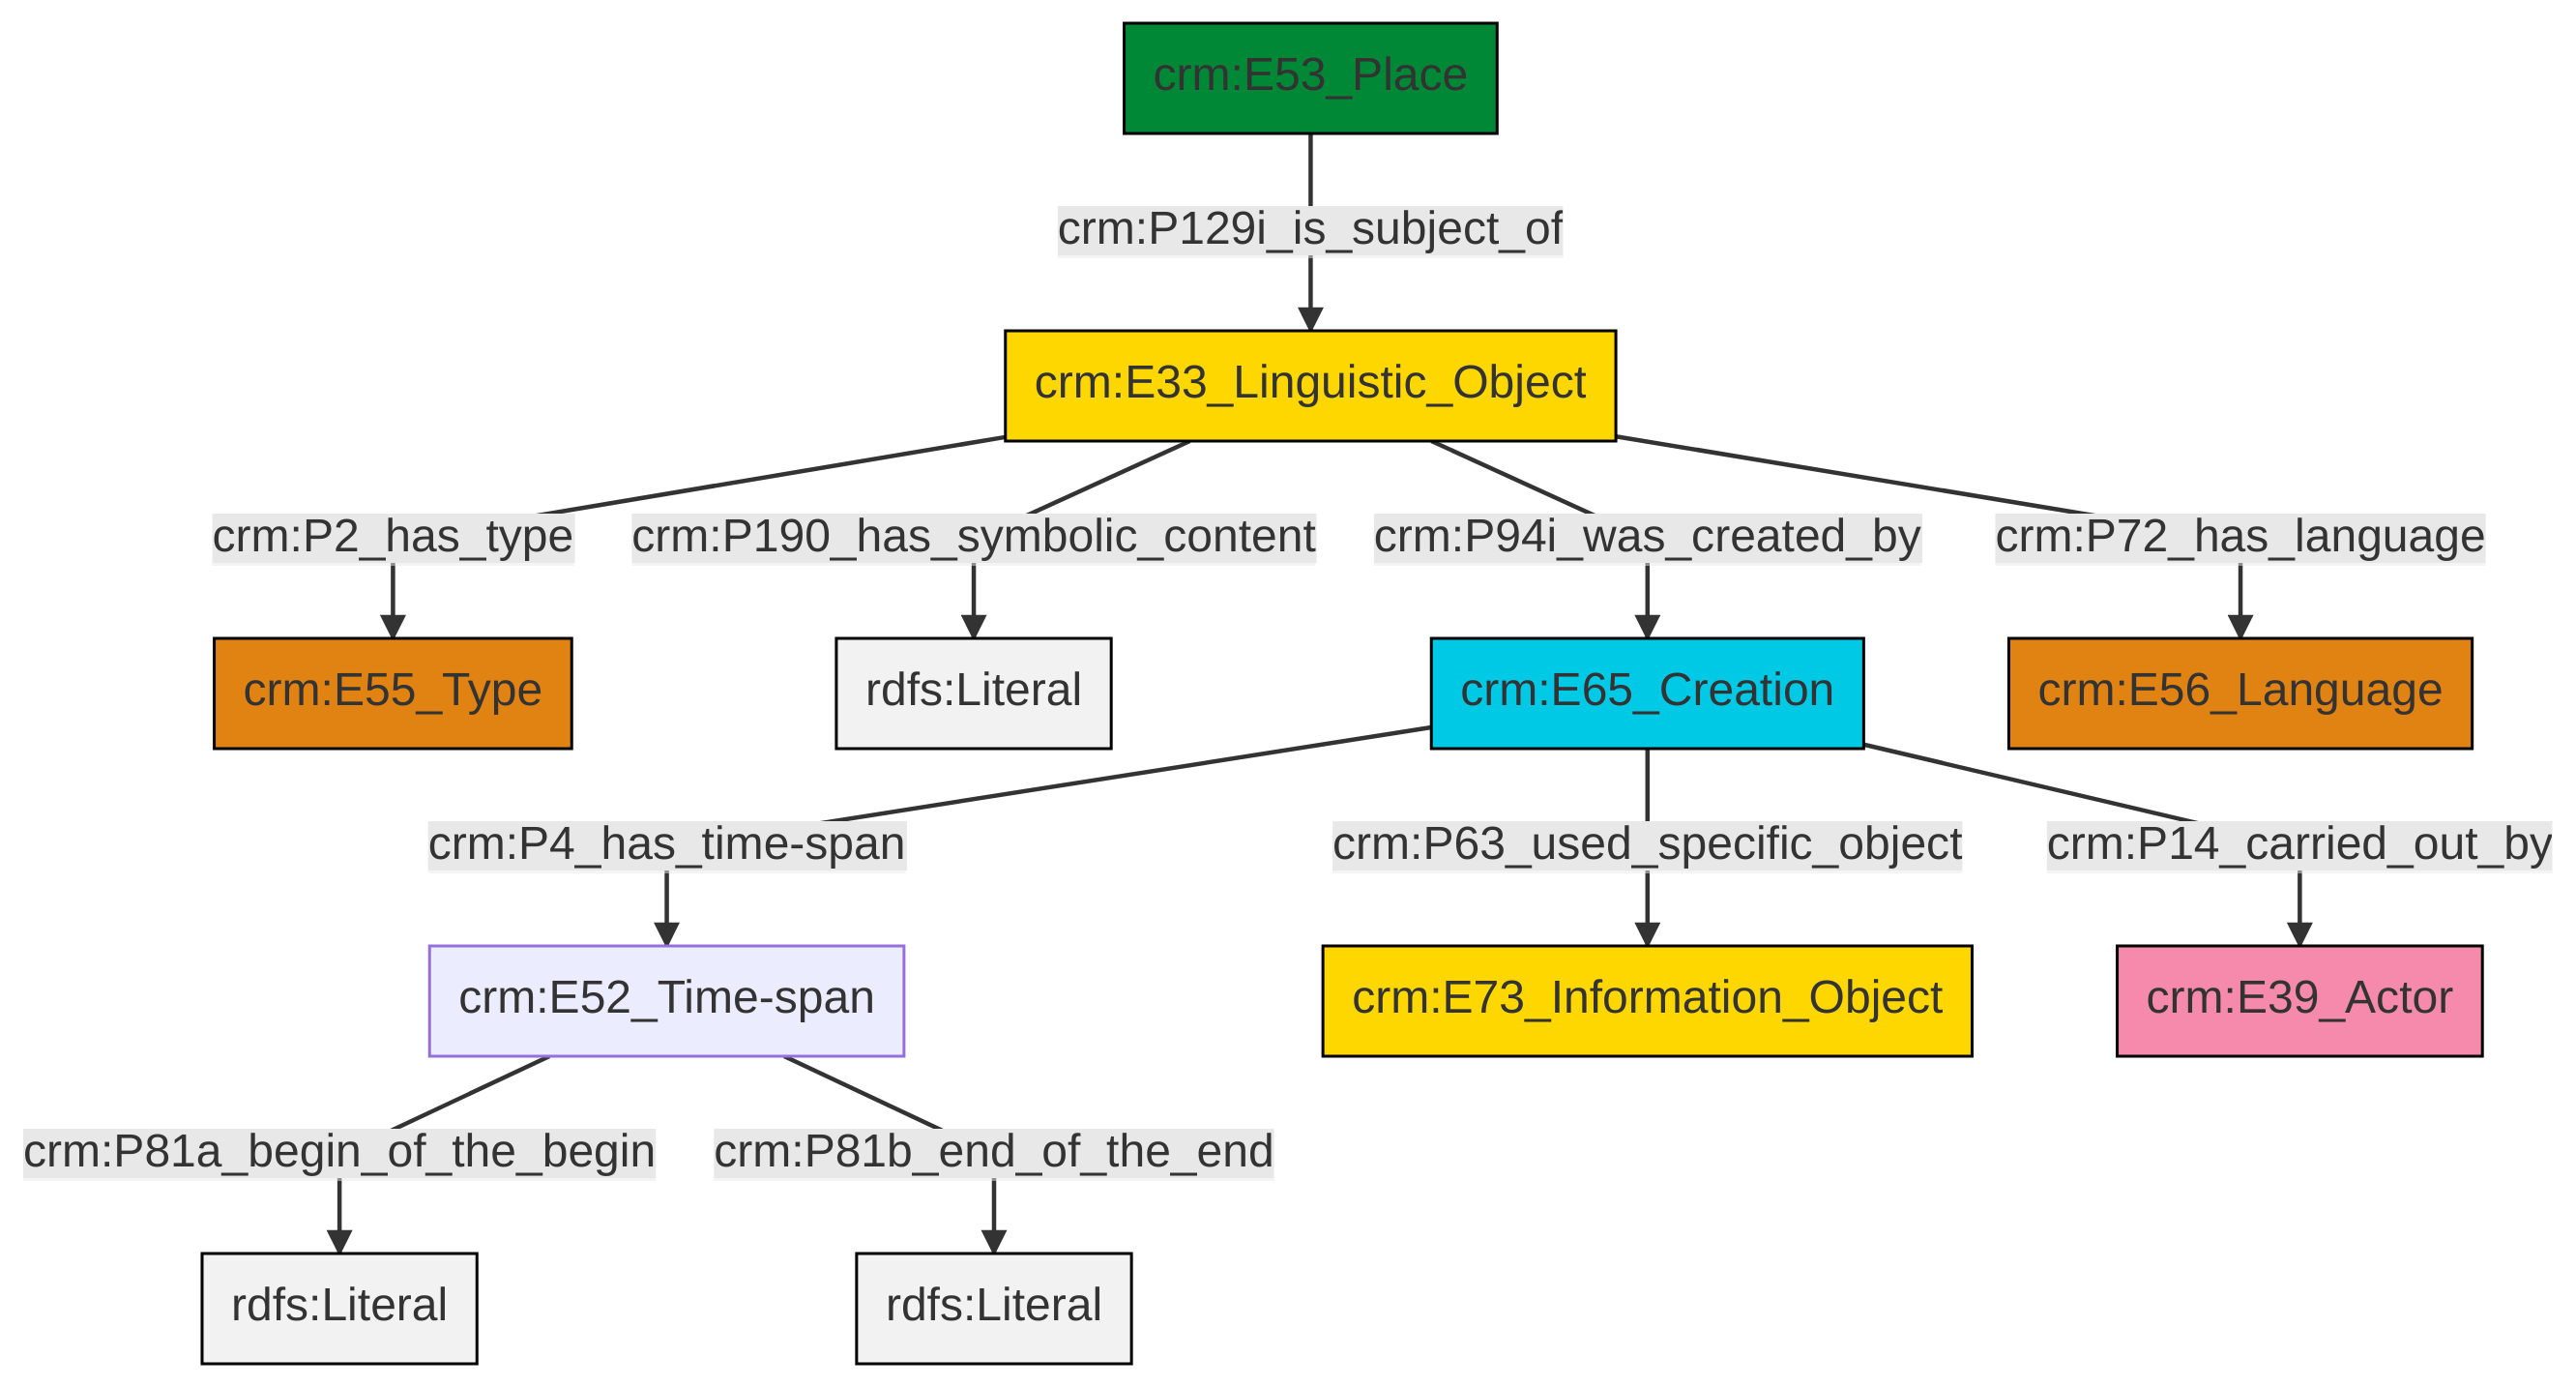 crm:E53_Place
crm:P129i_is_subject_of
crm:E33_Linguistic_Object
crm:P2_has_type
crm:P190_has_symbolic_content
crm:P94i_was_created_by
crm:P72_has_language
crm:E55_Type
rdfs:Literal
crm:E65_Creation
crm:E56_Language
crm:P4_has_time-span
crm:P63_used_specific_object
crm:P14_carried_out_by
crm:E52_Time-span
crm:E73_Information_Object
crm:E39_Actor
crm:P81a_begin_of_the_begin
crm:P81b_end_of_the_end
rdfs:Literal
rdfs:Literal